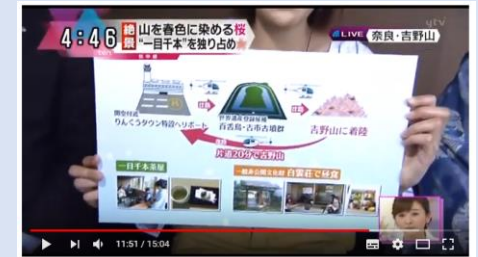 ytv
4:46
絶景
山を春色に染める桜
"一目千本"を独り占め
LIVE 奈良・吉野山
りんくうタウン特設ヘリポート
百舌鳥・古市古墳群
吉野山に着陸
片道20分で吉野山
一目千本茶屋
で昼食
11:51 / 15:04